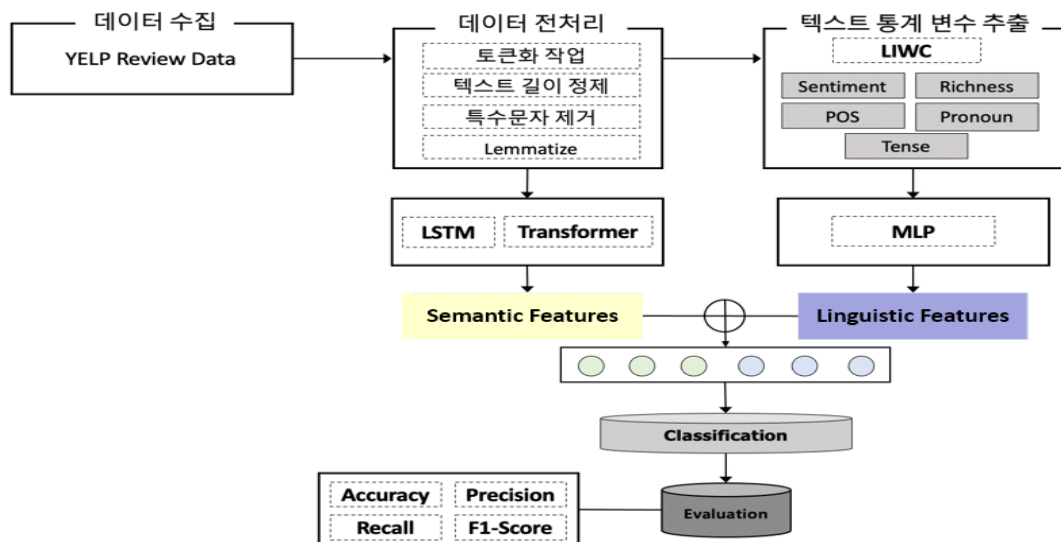 데이터 수집
YELP Review Data
데이터 전처리
토큰화 작업
텍스트 길이 정제
특수문자 제거
Lemmatize
텍스트 통계 변수 추출
LIWC
Sentiment
Richness
POS
Pronoun
Tense
LSTM
Transformer
MLP
Semantic Features
Linguistic Features
Classification
Accuracy
Precision
Recall
F1-Score
Evaluation